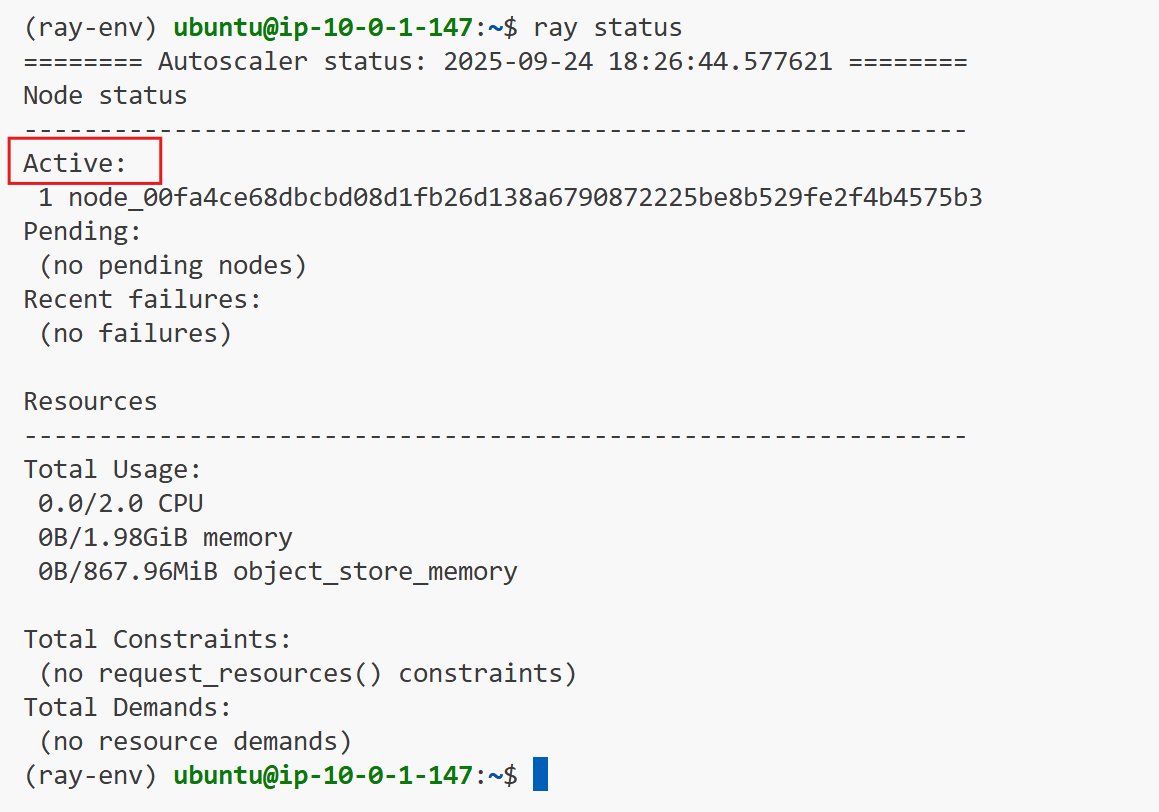 (ray-env) ubuntu@ip-10-0-1-147:~$ ray status
======== Autoscaler status: 2025-09-24 18:26:44.577621 ========
Node status
---------------------------------------------------------------
Active:
 1 node_00fa4ce68dbcbd08d1fb26d138a6790872225be8b529fe2f4b4575b3
Pending:
 (no pending nodes)
Recent failures:
 (no failures)

Resources
---------------------------------------------------------------
Total Usage:
 0.0/2.0 CPU
 0B/1.98GiB memory
 0B/867.96MiB object_store_memory

Total Constraints:
 (no request_resources() constraints)
Total Demands:
 (no resource demands)
(ray-env) ubuntu@ip-10-0-1-147:~$